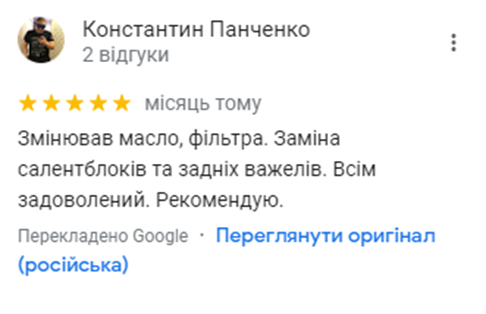 Константин Панченко
2 відгуки
місяць тому
Змінював масло, фільтра. Заміна
салентблоків та задніх важелів. Всім
задоволений. Рекомендую.
Перекладено Google · Переглянути оригінал
(російська)